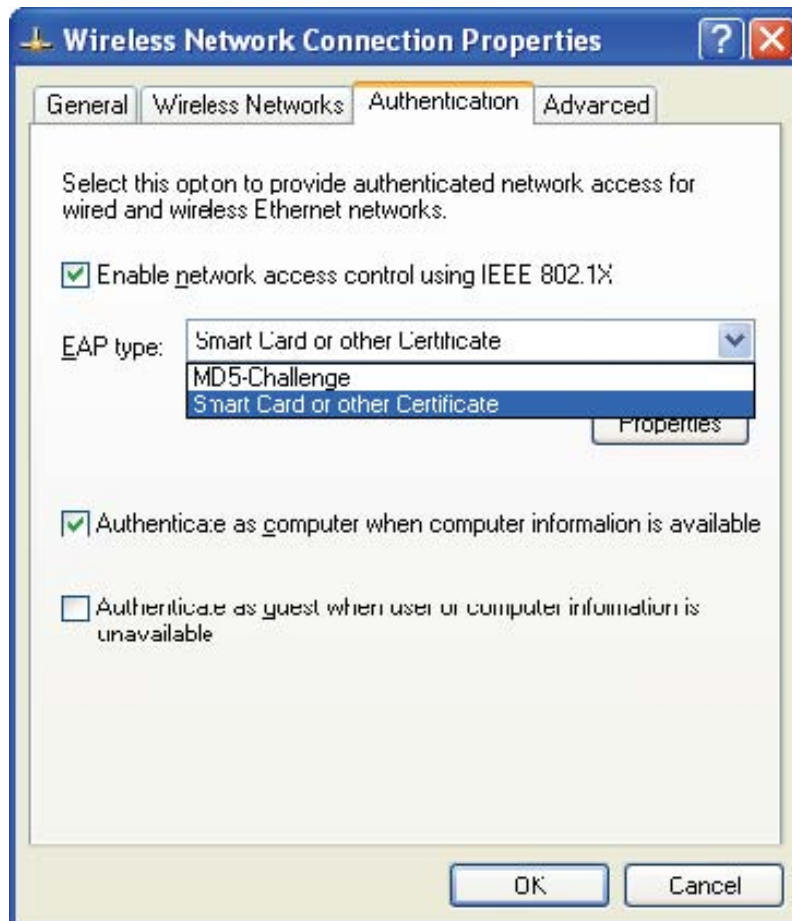 Wireless Network Connection Properties
General Wireless Networks Authentication Advarced
Select this opton to provide authenticated network access for
wired and wireless Ethernet networks.
Enable network access control using IEEE 802.1X
EAP type: Smart Card or other Certificate
MD5-Challenge
Smart Card or other Certificate
Properties
Authenticate as computer when computer information is available
Authenticate as guest when user or computer information is
unavailable
OK Cancel